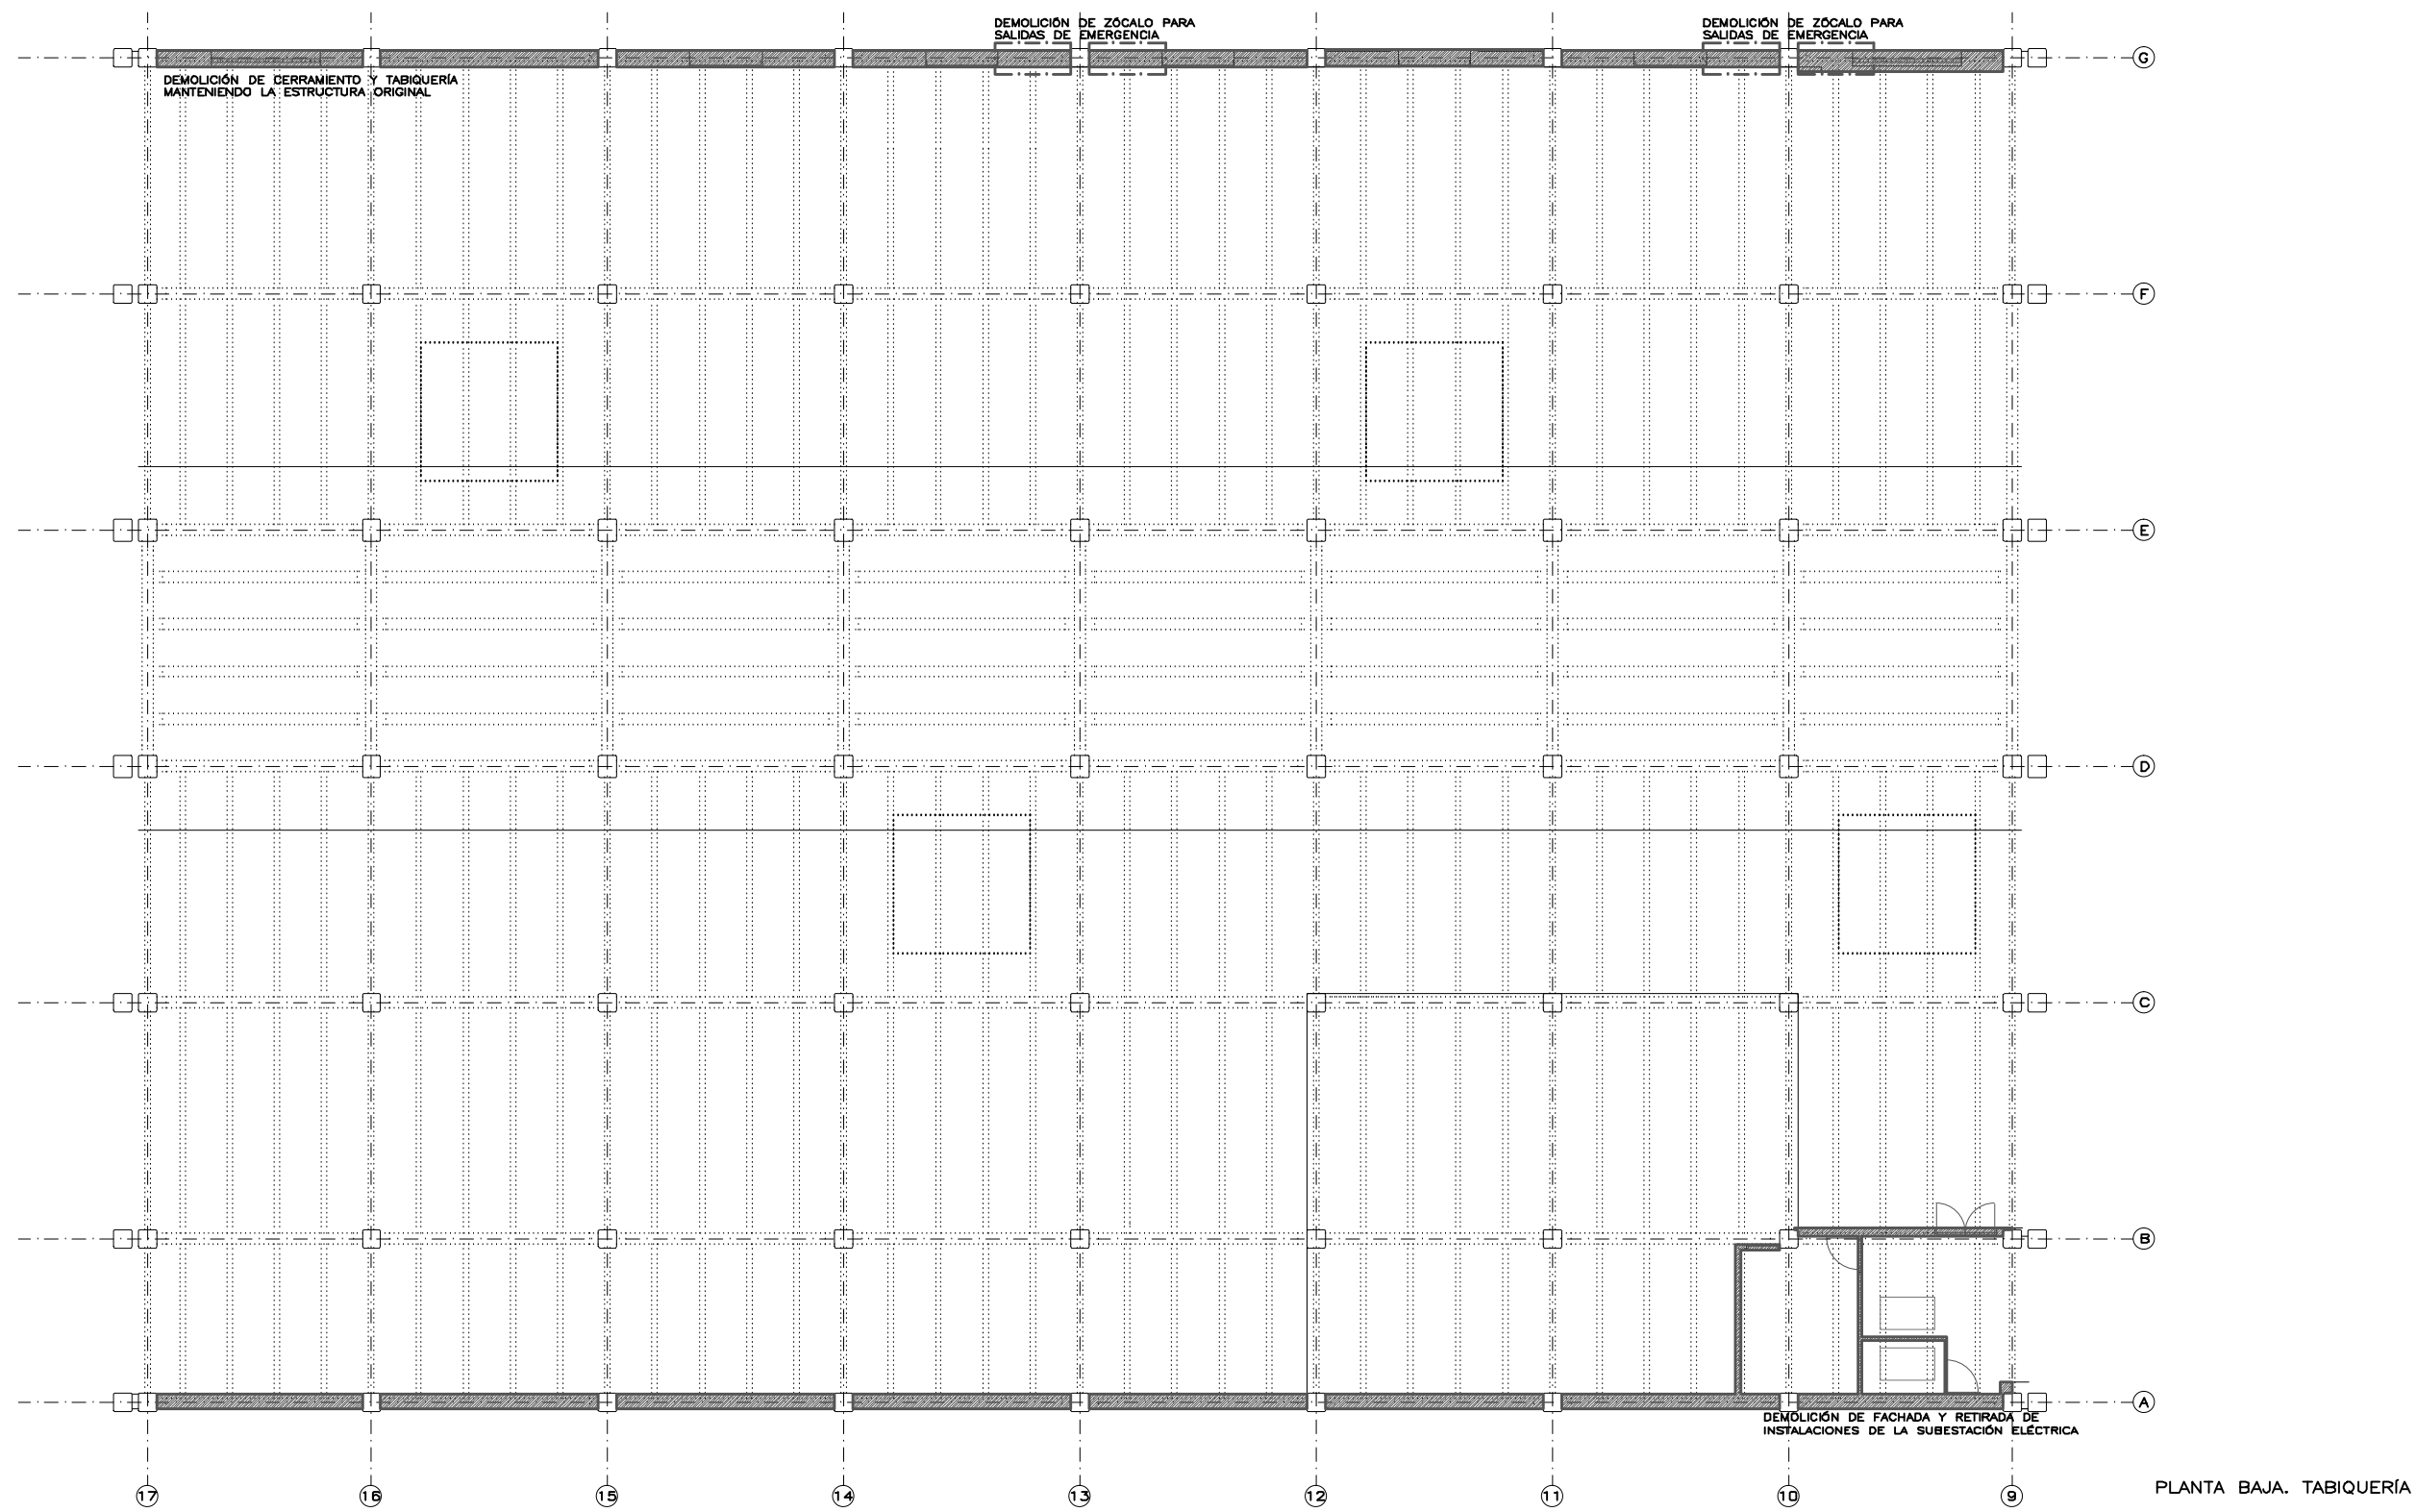 DEMOLICIÓN DE ZÓCALO PARA
SALIDAS DE EMERGENCIA
DEMOLICIÓN DE ZÓCALO PARA
SALIDAS DE EMERGENCIA
G
DEMOLICIÓN DE CERRAMIENTO Y TABIQUERÍA
MANTENIENDO LA ESTRUCTURA ORIGINAL
F
E
D
C
B
A
DEMOLICIÓN DE FACHADA Y RETIRADA DE
INSTALACIONES DE LA SUBESTACIÓN ELÉCTRICA
17 16 15 14 13 12 11 10 9
PLANTA BAJA. TABIQUERÍA